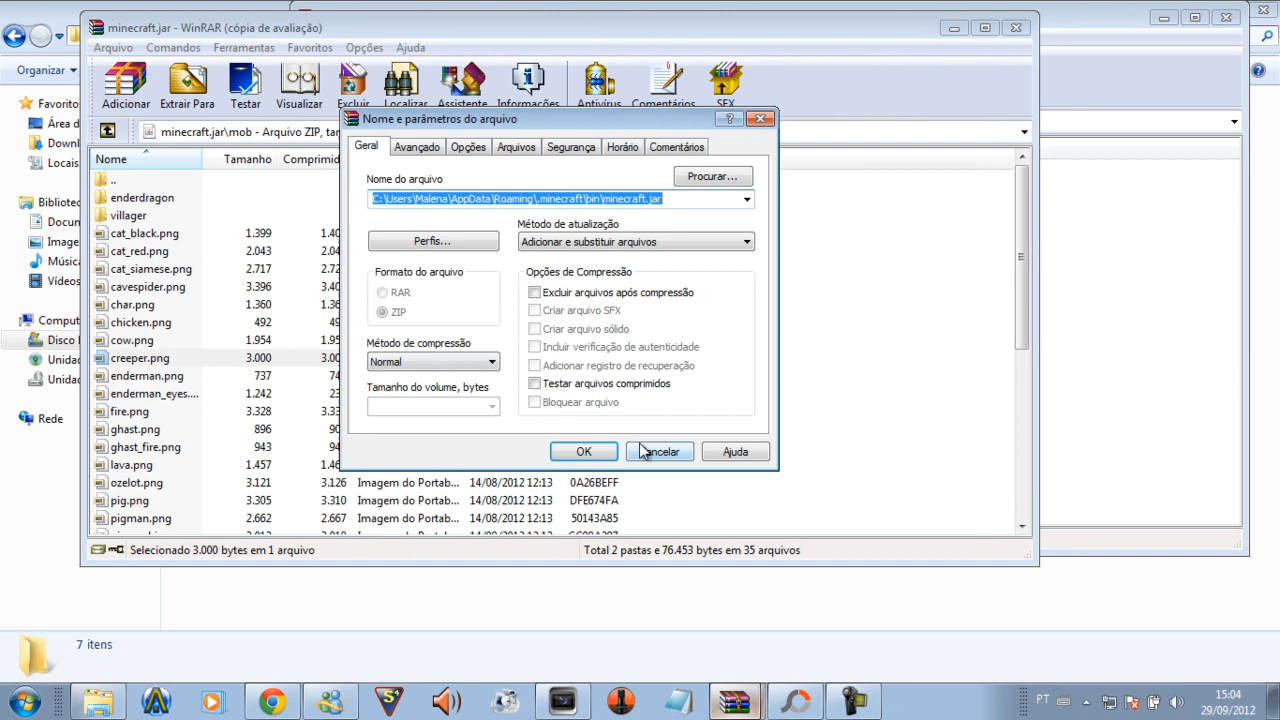 minecraft.jar - WinRAR (cópia de avaliação)
Arquivo Comandos Ferramentas Favoritos Opções Ajuda
Organizar
Adicionar Extrair Para Testar Visualizar Excluir Localizar Assistente Informações Antivírus Comentários SFX
minecraft.jar\mob - Arquivo ZIP, ta
Nome Tamanho Comprimid
..
enderdragon
villager
cat_black.png 1.399
cat_red.png 2.043
cat_siamese.png 2.717
cavespider.png 3.396
char.png 1.360
chicken.png 492
cow.png 1.954
creeper.png 3.000
enderman.png 737
enderman_eyes.... 1.242
fire.png 3.328
ghast.png 896
ghast_fire.png 943
lava.png 1.457
ozelot.png 3.121 3.126 Imagem do Portab... 14/08/2012 12:13 0A26BEFF
pig.png 3.305 3.310 Imagem do Portab... 14/08/2012 12:13 DFE674FA
pigman.png 2.662 2.667 Imagem do Portab... 14/08/2012 12:13 50143A85
Selecionado 3.000 bytes em 1 arquivo Total 2 pastas e 76.453 bytes em 35 arquivos
Favorito
Área d
Downl
Locais
Bibliotec
Docum
Image
Música
Vídeos
Comput
Disco
Unidad
Unidad
Rede
Nome e parâmetros do arquivo
Geral Avançado Opções Arquivos Segurança Horário Comentários
Nome do arquivo
Procurar...
C:\Users\Malena\AppData\Roaming\.minecraft\bin\minecraft.jar
Perfis...
Método de atualização
Adicionar e substituir arquivos
Formato do arquivo
RAR
ZIP
Método de compressão
Normal
Tamanho do volume, bytes
Opções de Compressão
Excluir arquivos após compressão
Criar arquivo SFX
Criar arquivo sólido
Incluir verificação de autenticidade
Adicionar registro de recuperação
Testar arquivos comprimidos
Bloquear arquivo
OK Cancelar Ajuda
7 itens
PT
15:04
29/09/2012